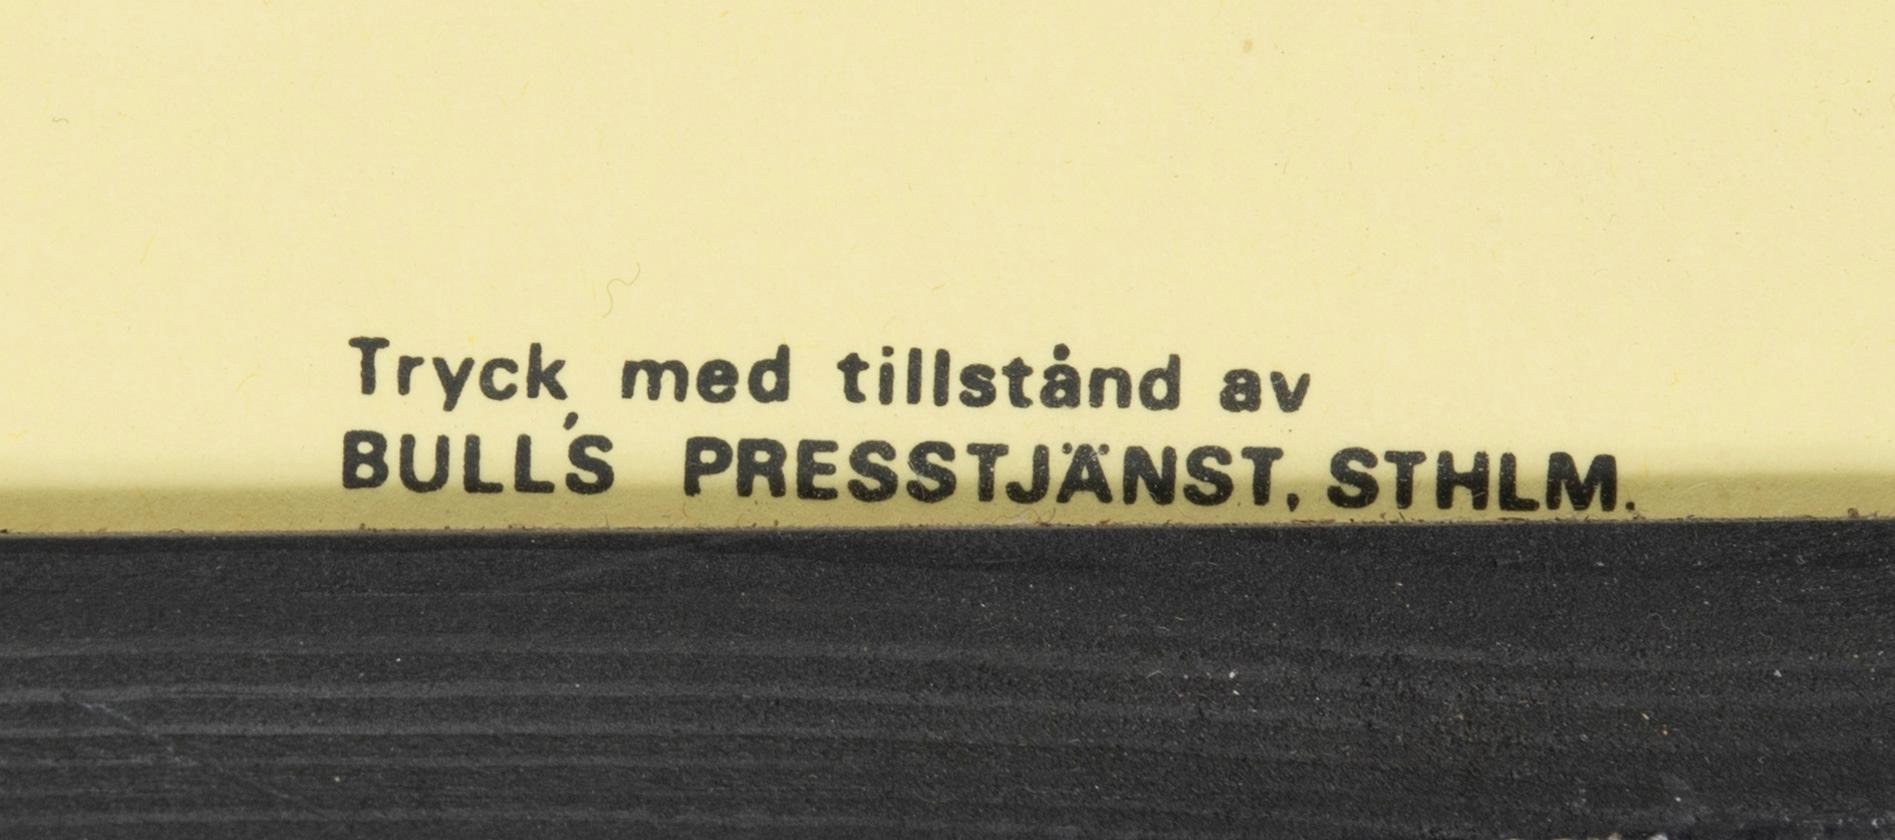 Tryck med tillstånd av
BULL'S PRESSTJÄNST, STHLM.